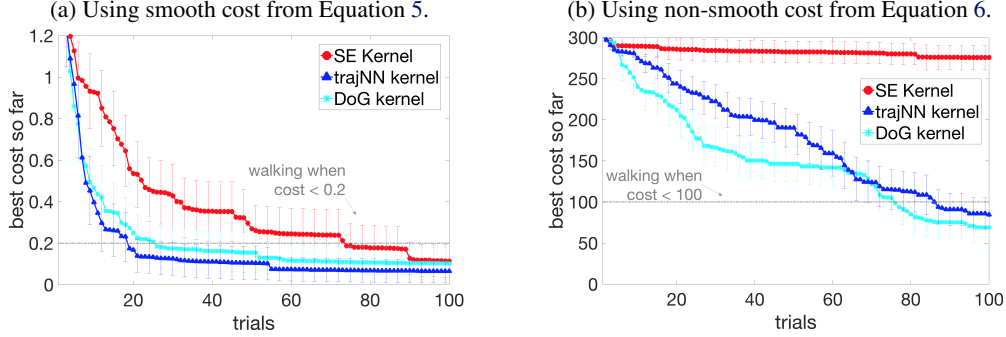 (a) Using smooth cost from Equation 5.
1.2
1
0.8
0.6
0.4
0.2
0
best cost so far
SE Kernel
trajNN kernel
DoG kernel
walking when
cost < 0.2
20
40
60
80
100
trials
(b) Using non-smooth cost from Equation 6.
300
250
200
150
100
50
0
best cost so far
SE Kernel
trajNN kernel
DoG kernel
walking when
cost < 100
20
40
60
80
100
trials